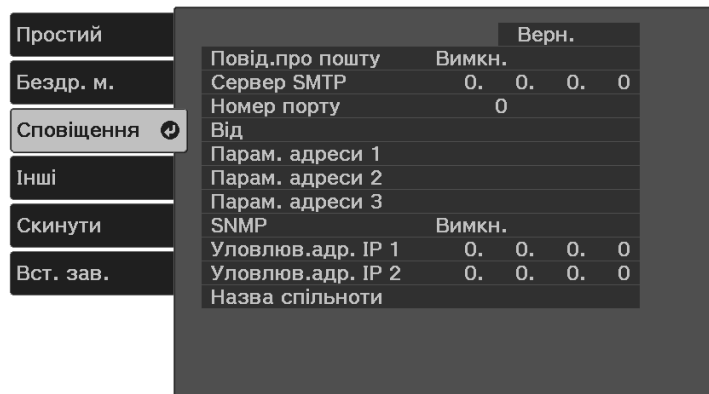 Простий
Бездр. м.
Сповіщення
Інші
Скинути
Вст. зав.
Верн.
Повід.про пошту Вимкн.
Сервер SMTP 0. 0. 0. 0
Номер порту 0
Від
Парам. адреси 1
Парам. адреси 2
Парам. адреси 3
SNMP Вимкн.
Уловлюв.адр. IP 1 0. 0. 0. 0
Уловлюв.адр. IP 2 0. 0. 0. 0
Назва спільноти